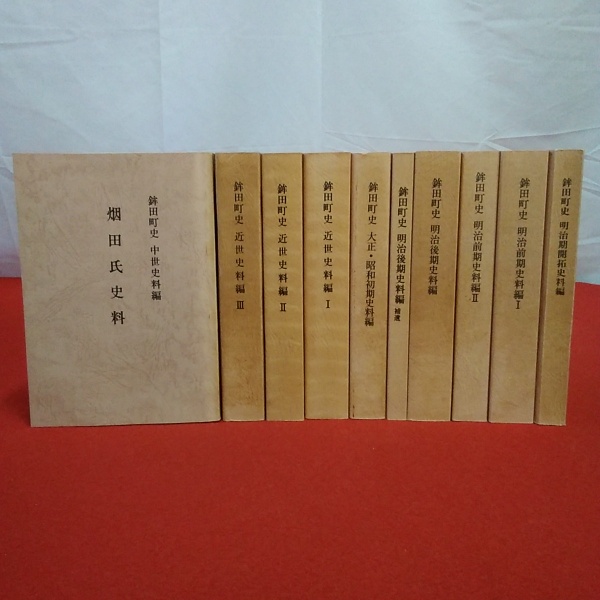 鉾田町史 中世史料編
烟田氏史料
鉾田町史 近世史料編 Ⅲ
鉾田町史 近世史料編 Ⅱ
鉾田町史 近世史料編 Ⅰ
鉾田町史 大正・昭和初期史料編
鉾田町史 明治後期史料編 補遺
鉾田町史 明治後期史料編
鉾田町史 明治前期史料編 Ⅱ
鉾田町史 明治前期史料編 Ⅰ
鉾田町史 明治期開拓史料編